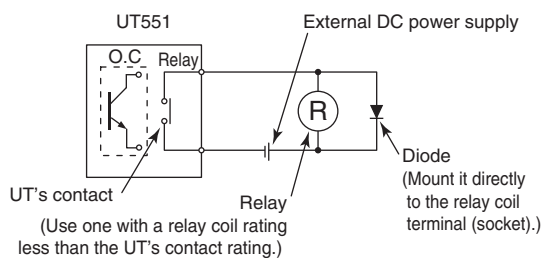 UT551
External DC power supply
O.C
Relay
R
Diode
(Mount it directly
to the relay coil
terminal (socket).)
UT's contact
Relay
(Use one with a relay coil rating
less than the UT's contact rating.)